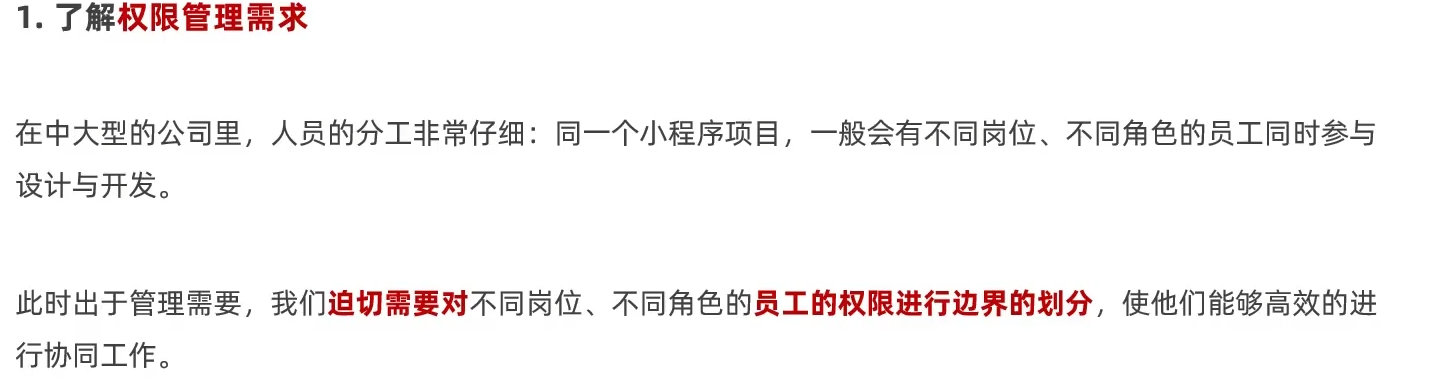 1. 了解权限管理需求
在中大型的公司里，人员的分工非常仔细：同一个小程序项目，一般会有不同岗位、不同角色的员工同时参与
设计与开发。
此时出于管理需要，我们迫切需要对不同岗位、不同角色的员工的权限进行边界的划分，使他们能够高效的进
行协同工作。